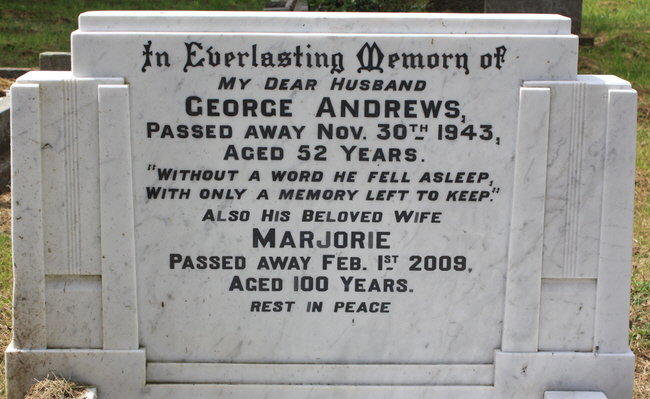 In Everlasting Memory of
MY DEAR HUSBAND
GEORGE ANDREWS,
PASSED AWAY NOV. 30TH 1943,
AGED 52 YEARS.
"WITHOUT A WORD HE FELL ASLEEP,
WITH ONLY A MEMORY LEFT TO KEEP."
ALSO HIS BELOVED WIFE
MARJORIE
PASSED AWAY FEB. 1ST 2009,
AGED 100 YEARS.
REST IN PEACE